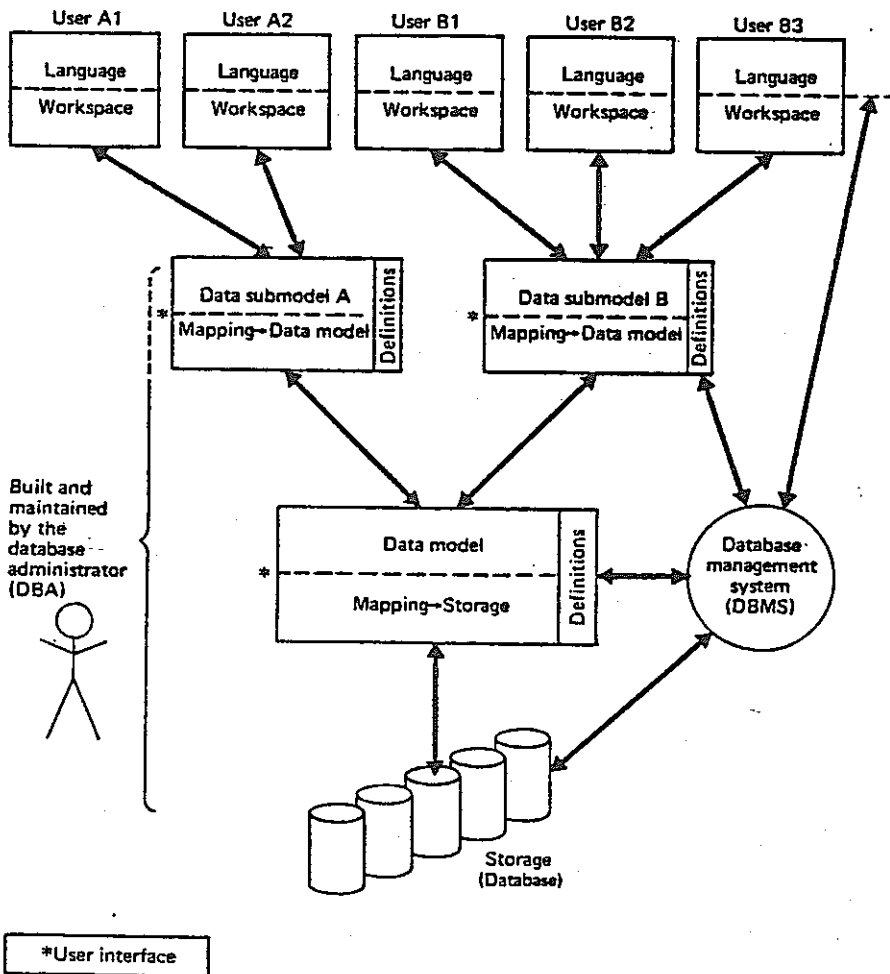 User A1
User A2
User B1
User B2
User B3
Language
Language
Language
Language
Language
Workspace
Workspace
Workspace
Workspace
Workspace
Data submodel A
Mapping→Data model
Definitions
*
Data submodel B
Mapping→Data model
Definitions
*
Built and
maintained
by the
database
administrator
(DBA)
Data model
Mapping→Storage
Definitions
*
Database
management
system
(DBMS)
Storage
(Database)
*User interface